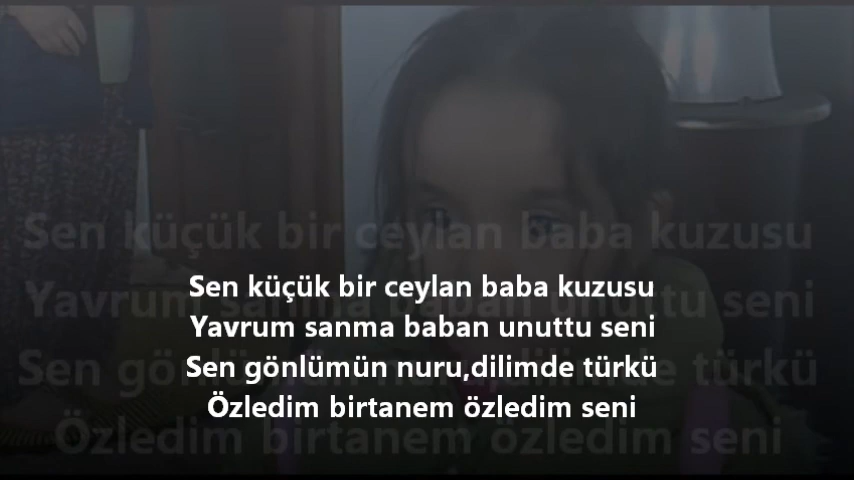 Sen küçük bir ceylan baba kuzusu
Yavrum sanma baban unuttu seni
Sen gönlümün nuru,dilimde türkü
Özledim birtanem özledim seni